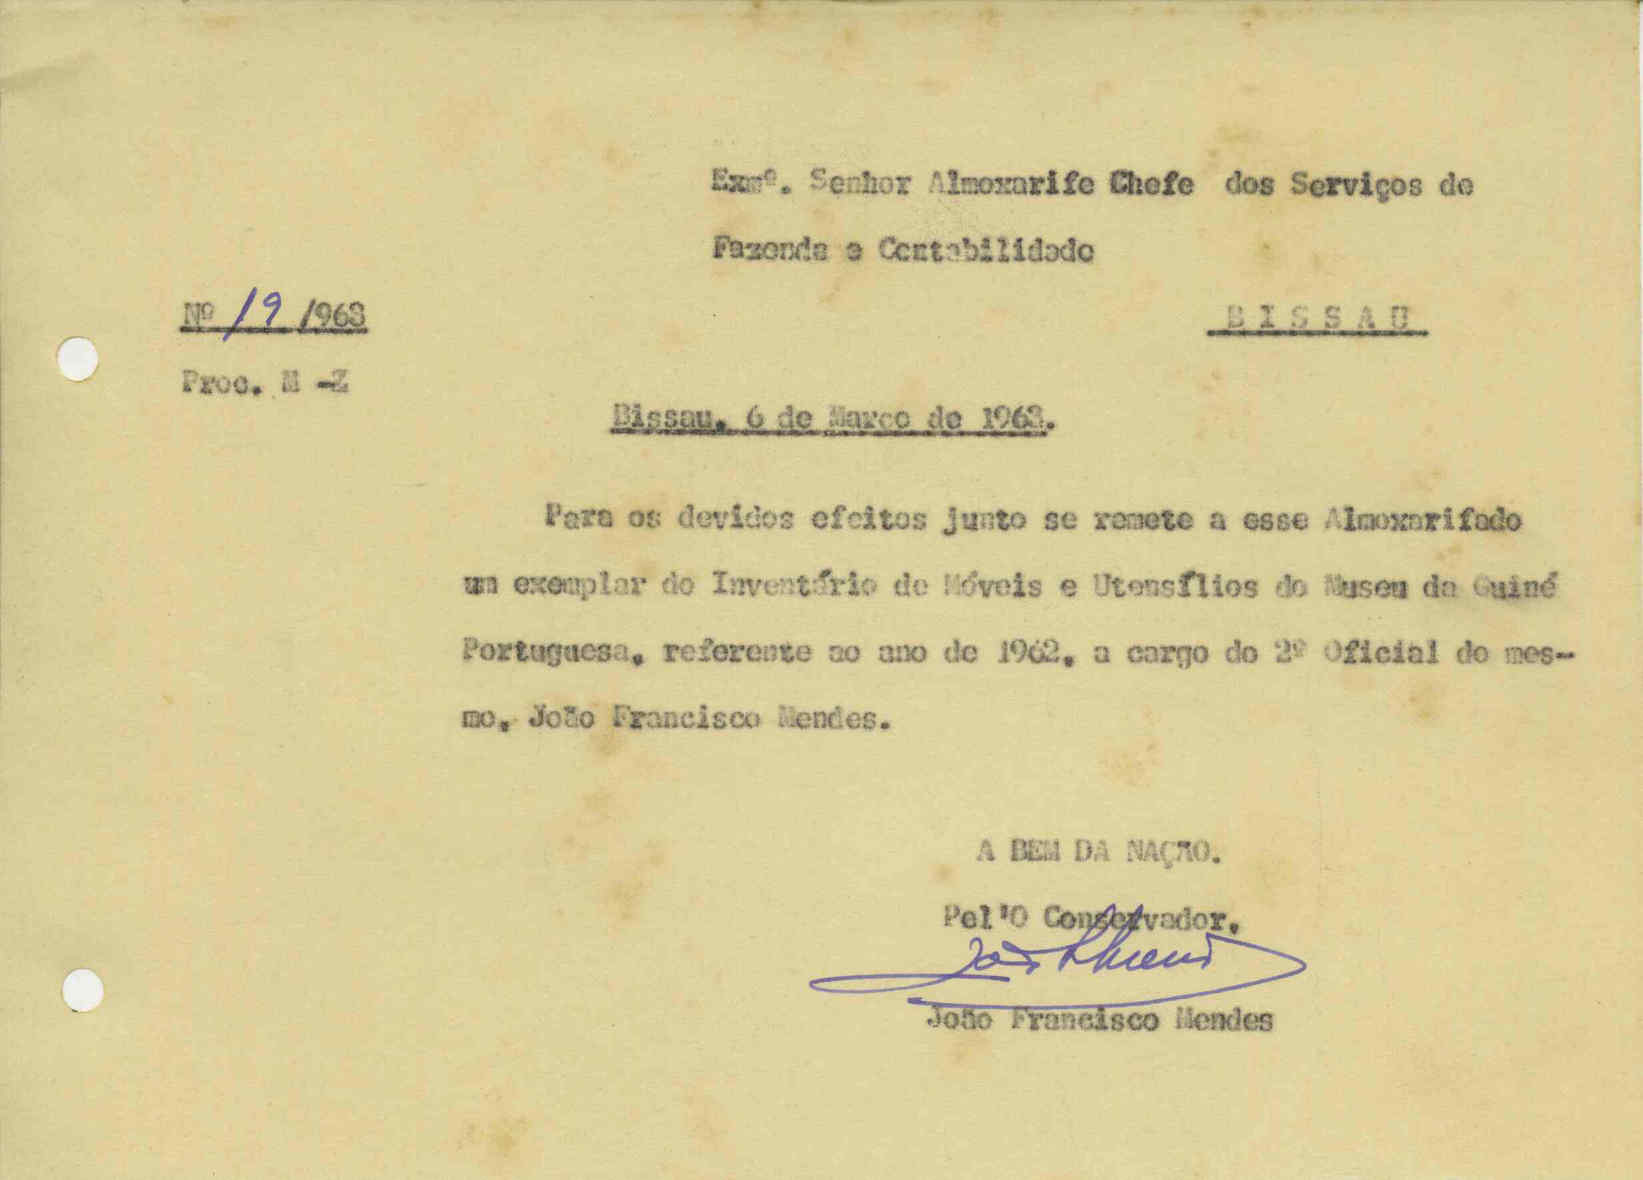 Exmº. Senhor Almoxarife Chefe dos Serviços de
Fazenda e Contabilidade
Nº 19 /963
BISSAU
Proc. M -Z
Bissau, 6 de Março de 1963.
Para os devidos efeitos junto se remete a esse Almoxarifado
um exemplar do Inventário de Móveis e Utensílios do Museu da Guiné
Portuguesa, referente ao ano de 1962, a cargo do 2º Oficial do mes-
mo, João Francisco Mendes.
A BEM DA NAÇÃO.
Pel'O Conservador,
João Francisco Mendes